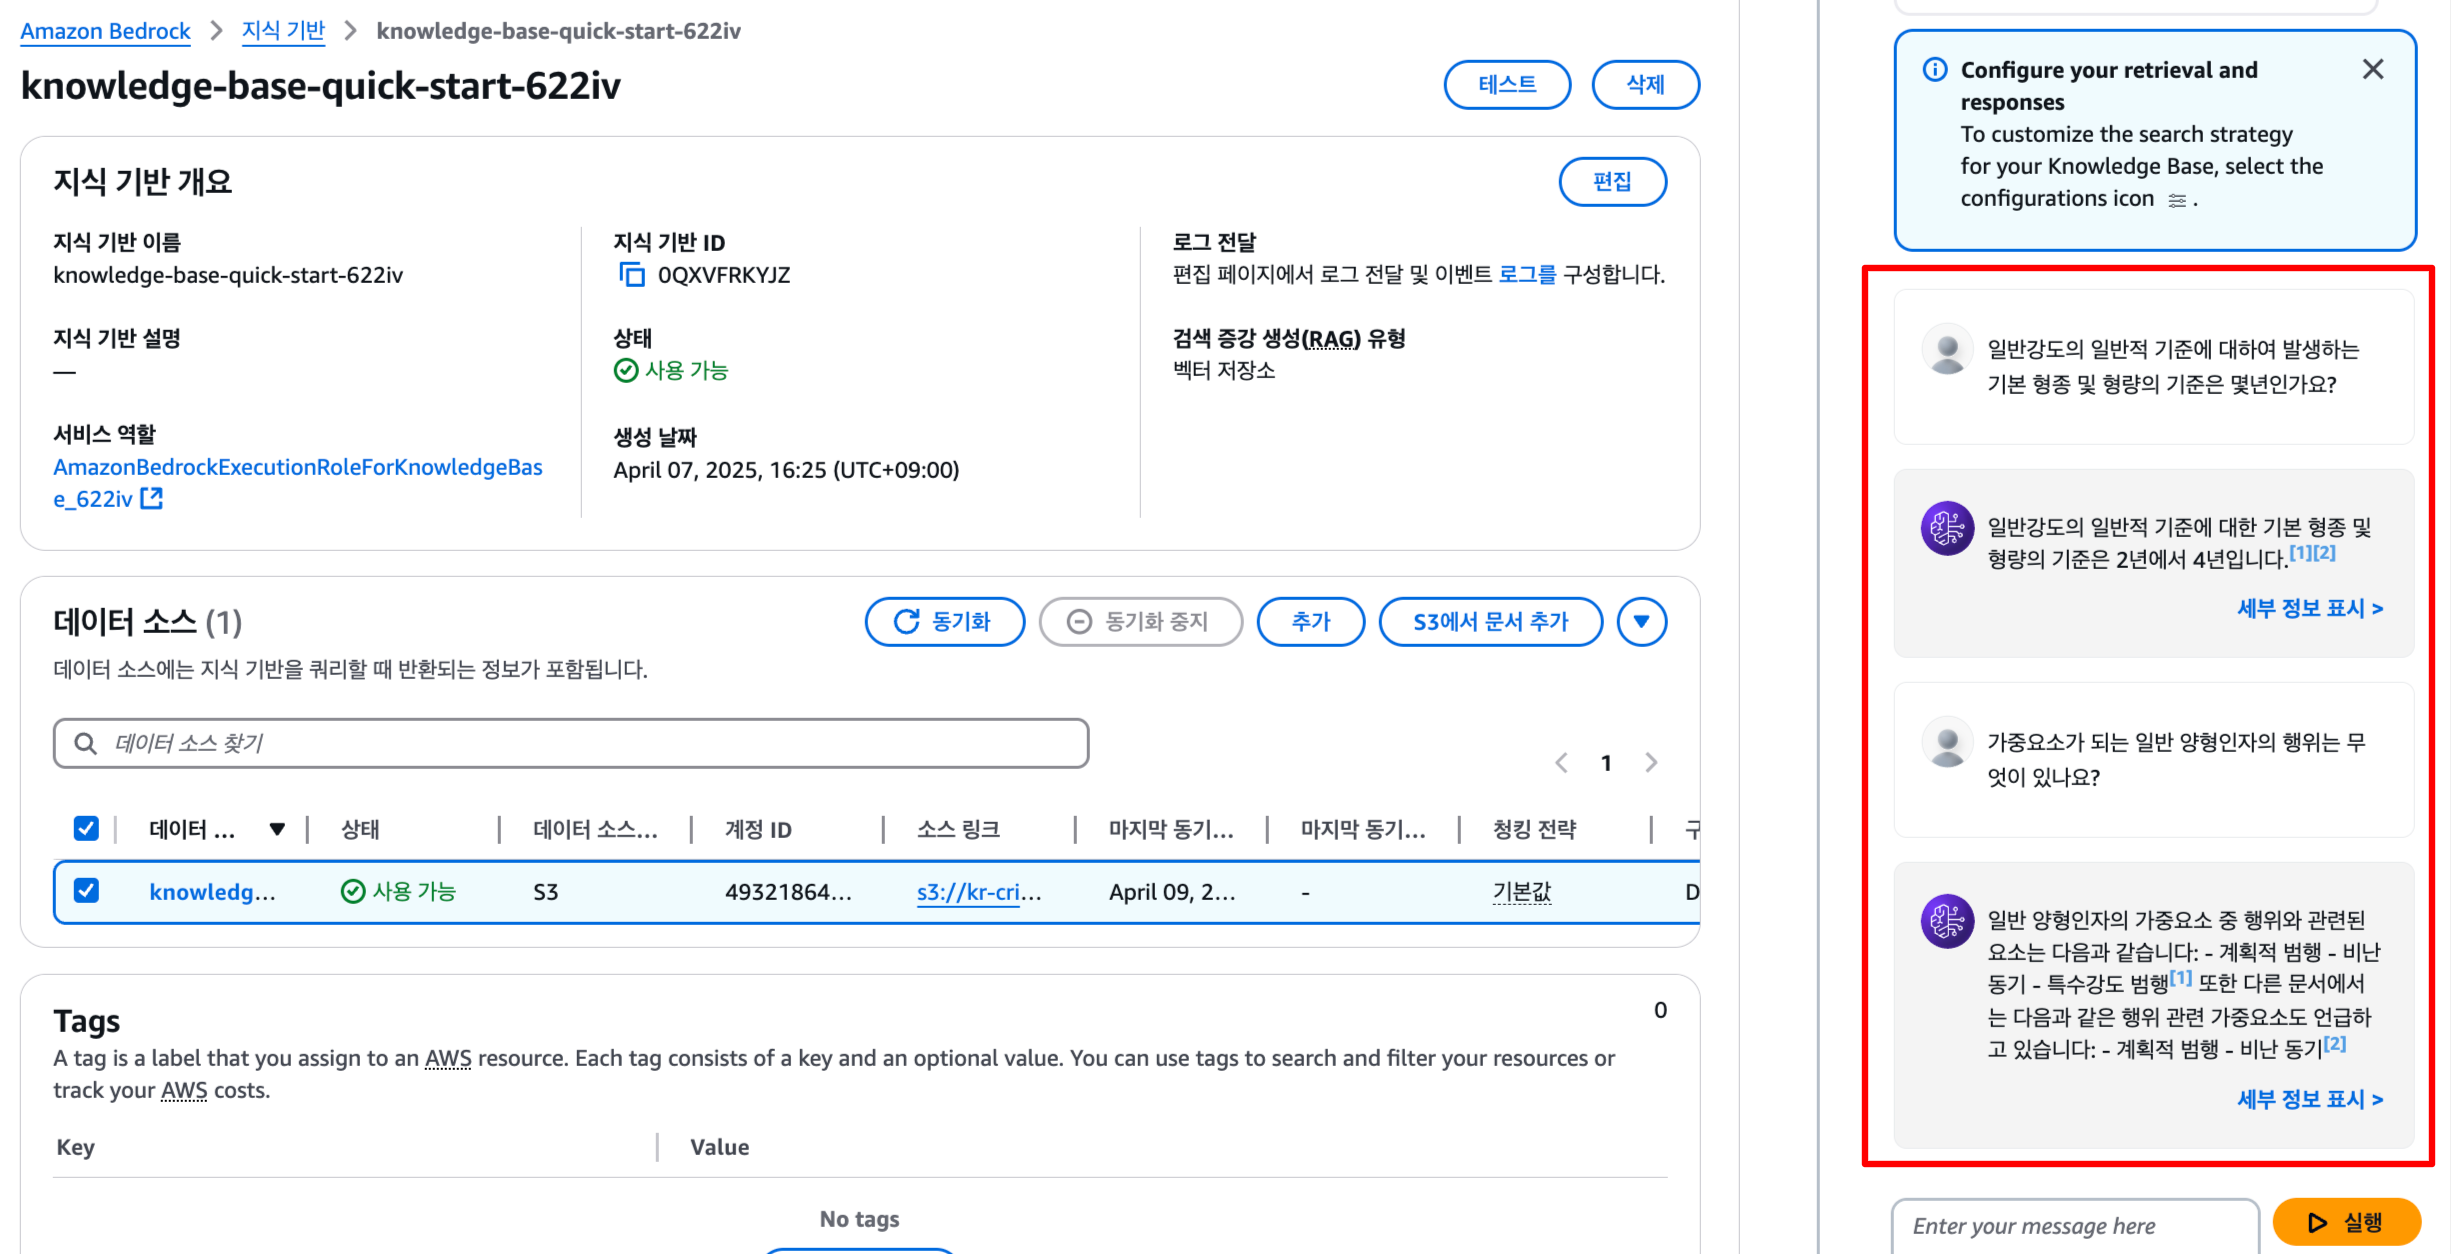 Amazon Bedrock > 지식 기반 > knowledge-base-quick-start-622iv
knowledge-base-quick-start-622iv
테스트
삭제
지식 기반 개요
편집
지식 기반 이름
knowledge-base-quick-start-622iv
지식 기반 설명
—
서비스 역할
AmazonBedrockExecutionRoleForKnowledgeBas
e_622iv
지식 기반 ID
0QXVFRKYJZ
상태
사용 가능
생성 날짜
April 07, 2025, 16:25 (UTC+09:00)
로그 전달
편집 페이지에서 로그 전달 및 이벤트 로그를 구성합니다.
검색 증강 생성(RAG) 유형
벡터 저장소
데이터 소스 (1)
동기화
동기화 중지
추가
S3에서 문서 추가
데이터 소스에는 지식 기반을 쿼리할 때 반환되는 정보가 포함됩니다.
데이터 소스 찾기
1
데이터 ... 상태 데이터 소스... 계정 ID 소스 링크 마지막 동기... 마지막 동기... 청킹 전략
knowledg... 사용 가능 S3 49321864... s3://kr-cri... April 09, 2... - 기본값 D
Tags
0
A tag is a label that you assign to an AWS resource. Each tag consists of a key and an optional value. You can use tags to search and filter your resources or
track your AWS costs.
Key Value
No tags
Configure your retrieval and
responses
To customize the search strategy
for your Knowledge Base, select the
configurations icon .
일반강도의 일반적 기준에 대하여 발생하는
기본 형종 및 형량의 기준은 몇년인가요?
일반강도의 일반적 기준에 대한 기본 형종 및
형량의 기준은 2년에서 4년입니다.[1][2]
세부 정보 표시 >
가중요소가 되는 일반 양형인자의 행위는 무
엇이 있나요?
일반 양형인자의 가중요소 중 행위와 관련된
요소는 다음과 같습니다: - 계획적 범행 - 비난
동기 - 특수강도 범행[1] 또한 다른 문서에서
는 다음과 같은 행위 관련 가중요소도 언급하
고 있습니다: - 계획적 범행 - 비난 동기[2]
세부 정보 표시 >
Enter your message here
실행